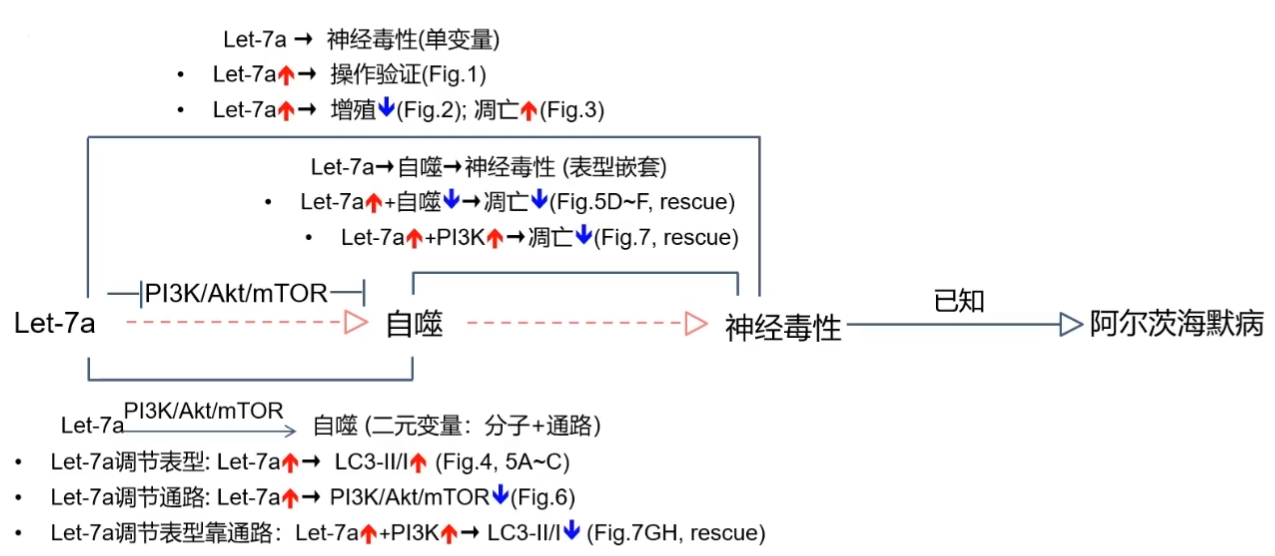 Let-7a → 神经毒性(单变量)
• Let-7a↑→ 操作验证(Fig.1)
• Let-7a↑→ 增殖↓(Fig.2); 凋亡↑(Fig.3)
Let-7a→自噬→神经毒性 (表型嵌套)
• Let-7a↑+自噬↓→凋亡↓(Fig.5D~F, rescue)
• Let-7a↑+PI3K↑→凋亡↓(Fig.7, rescue)
PI3K/Akt/mTOR
已知
Let-7a 自噬 神经毒性 阿尔茨海默病
PI3K/Akt/mTOR
Let-7a 自噬 (二元变量：分子+通路)
• Let-7a调节表型: Let-7a↑→ LC3-II/I↑ (Fig.4, 5A~C)
• Let-7a调节通路: Let-7a↑→ PI3K/Akt/mTOR↓(Fig.6)
• Let-7a调节表型靠通路：Let-7a↑+PI3K↑→ LC3-II/I↓ (Fig.7GH, rescue)